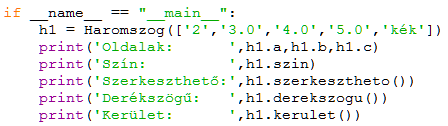 if __name__ == "__main__":
    h1 = Haromszog(['2','3.0','4.0','5.0','kék'])
    print('Oldalak:      ',h1.a,h1.b,h1.c)
    print('Szín:         ',h1.szin)
    print('Szerkeszthető:',h1.szerkesztheto())
    print('Derékszögű:   ',h1.derekszogu())
    print('Kerület:      ',h1.kerulet())